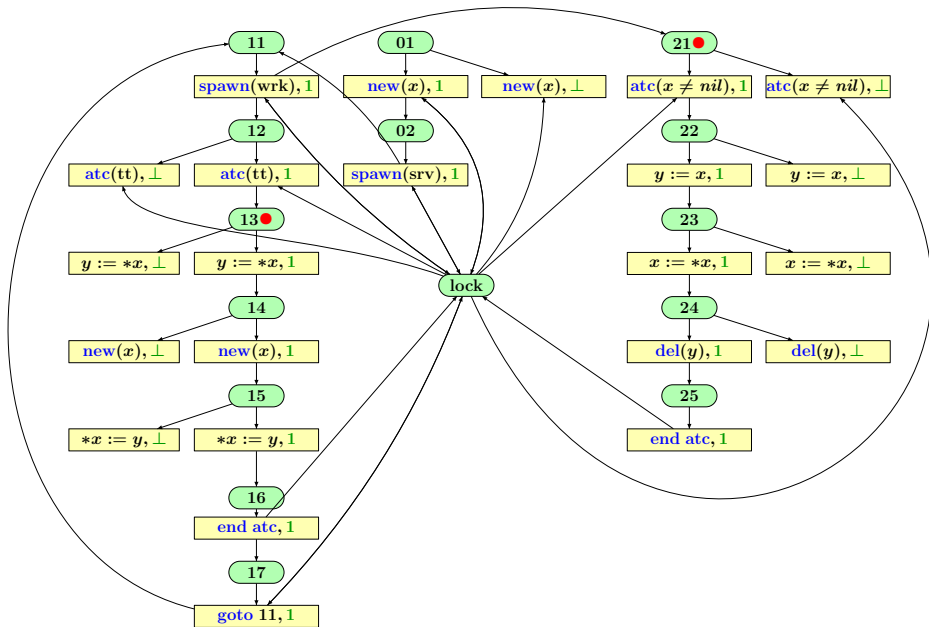 11
01
21
spawn(wrk), 1
new(x), 1
new(x), ⊥
atc(x ≠ nil), 1
atc(x ≠ nil), ⊥
12
02
22
atc(tt), ⊥
atc(tt), 1
spawn(srv), 1
y := x, 1
y := x, ⊥
13
23
y := *x, ⊥
y := *x, 1
x := *x, 1
x := *x, ⊥
lock
14
24
new(x), ⊥
new(x), 1
del(y), 1
del(y), ⊥
15
25
*x := y, ⊥
*x := y, 1
end atc, 1
16
end atc, 1
17
goto 11, 1